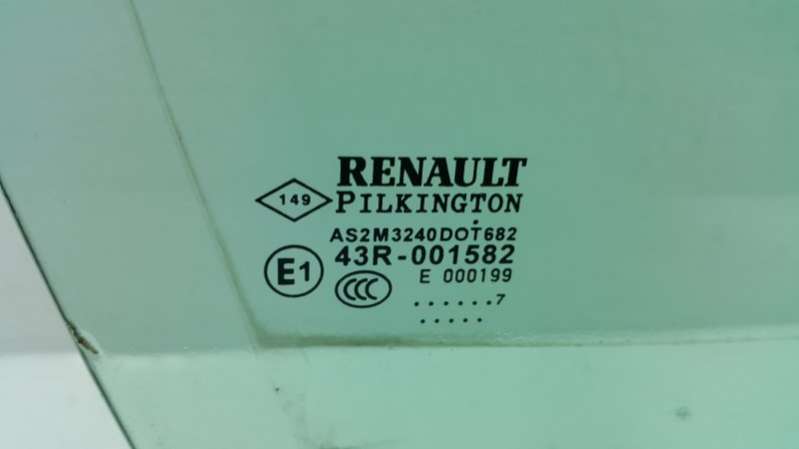 RENAULT
149
PILKINGTON
AS2M3240DOT682
43R-001582
E1
E 000199
CCC
......7
.....